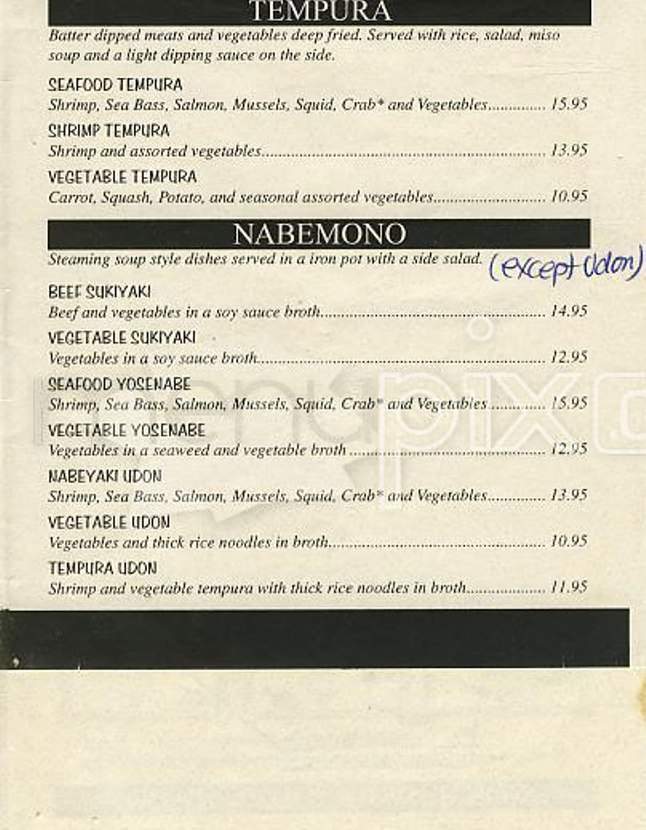 TEMPURA
Batter dipped meats and vegetables deep fried. Served with rice, salad, miso
soup and a light dipping sauce on the side.
SEAFOOD TEMPURA
Shrimp, Sea Bass, Salmon, Mussels, Squid, Crab* and Vegetables.............. 15.95
SHRIMP TEMPURA
Shrimp and assorted vegetables...................................................................... 13.95
VEGETABLE TEMPURA
Carrot, Squash, Potato, and seasonal assorted vegetables........................... 10.95
NABEMONO
Steaming soup style dishes served in a iron pot with a side salad. (except Udon)
BEEF SUKIYAKI
Beef and vegetables in a soy sauce broth....................................................... 14.95
VEGETABLE SUKIYAKI
Vegetables in a soy sauce broth...................................................................... 12.95
SEAFOOD YOSENABE
Shrimp, Sea Bass, Salmon, Mussels, Squid, Crab* and Vegetables............. 15.95
VEGETABLE YOSENABE
Vegetables in a seaweed and vegetable broth ................................................ 12.95
NABEYAKI UDON
Shrimp, Sea Bass, Salmon, Mussels, Squid, Crab* and Vegetables.............. 13.95
VEGETABLE UDON
Vegetables and thick rice noodles in broth..................................................... 10.95
TEMPURA UDON
Shrimp and vegetable tempura with thick rice noodles in broth................... 11.95
menupix.c